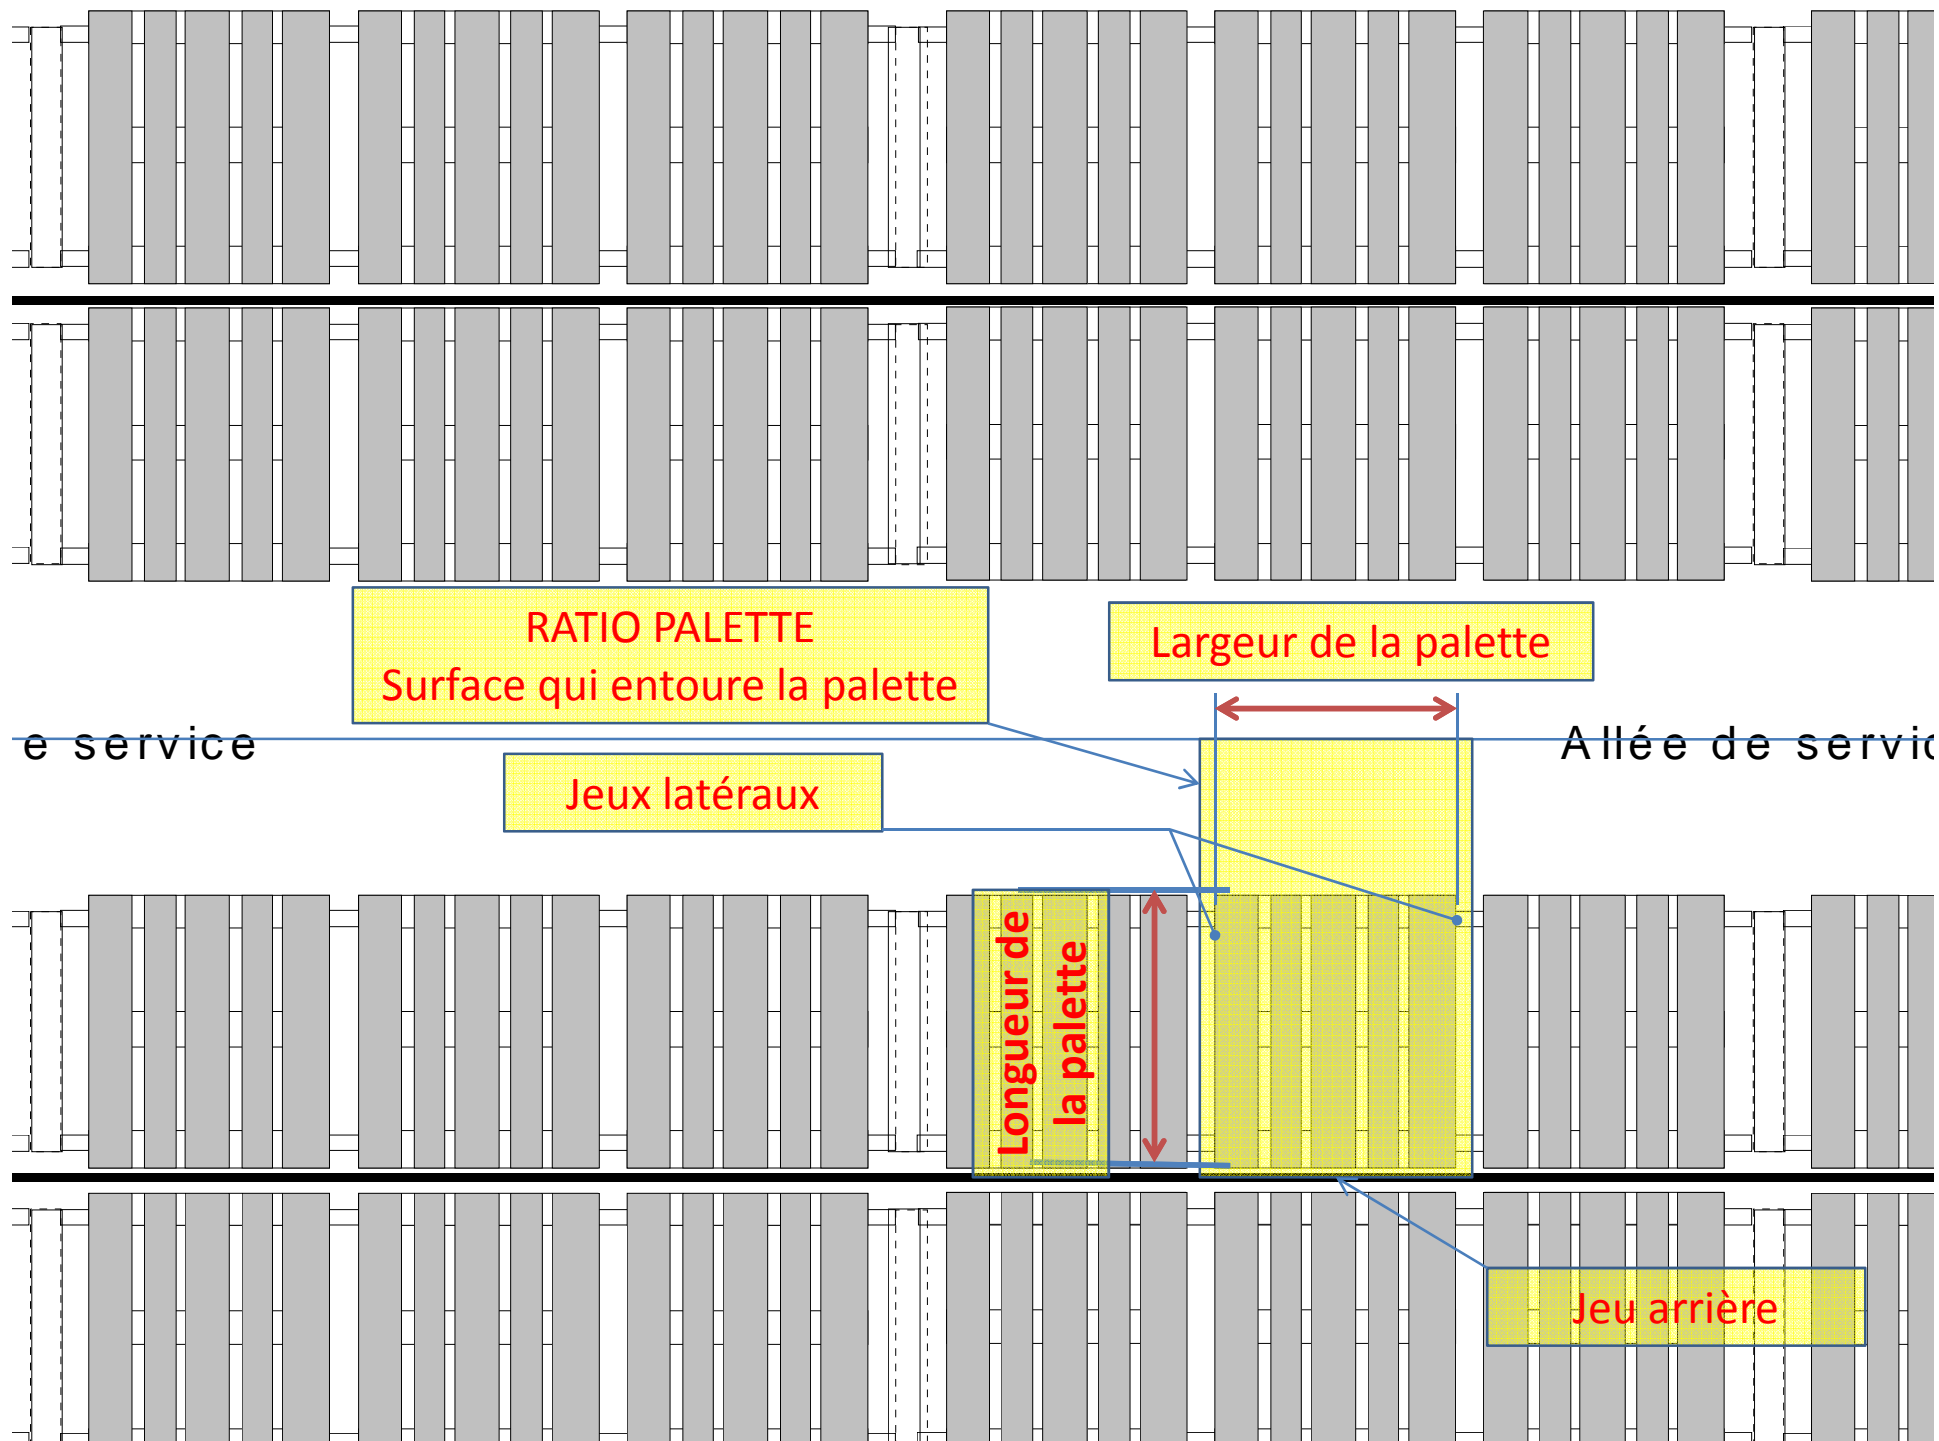 RATIO PALETTE
Surface qui entoure la palette
Largeur de la palette
e service
Allée de servic
Jeux latéraux
Longueur de
la palette
Jeu arrière